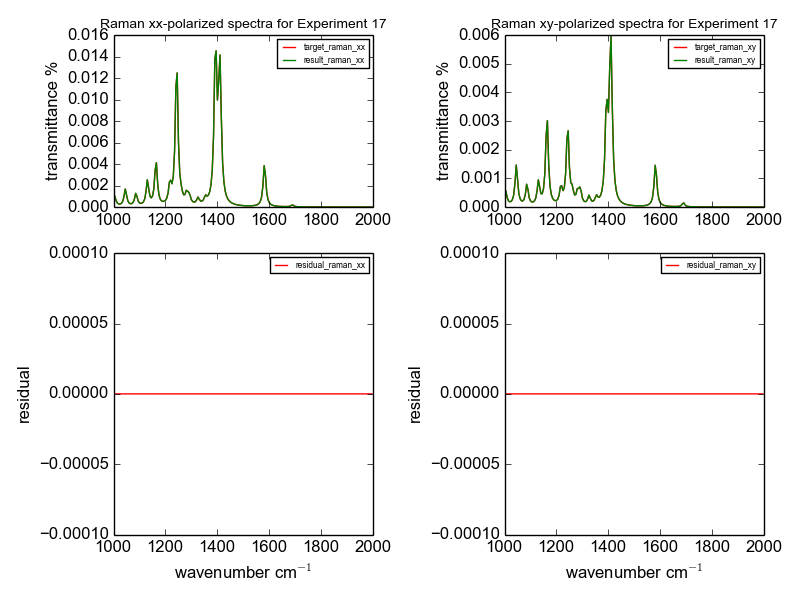 Raman xx-polarized spectra for Experiment 17
transmittance %
0.016
0.014
0.012
0.010
0.008
0.006
0.004
0.002
0.000
1000 1200 1400 1600 1800 2000
target_raman_xx
result_raman_xx
Raman xy-polarized spectra for Experiment 17
transmittance %
0.006
0.005
0.004
0.003
0.002
0.001
0.000
1000 1200 1400 1600 1800 2000
target_raman_xy
result_raman_xy
residual
0.00010
0.00005
0.00000
−0.00005
−0.00010
1000 1200 1400 1600 1800 2000
wavenumber cm⁻¹
residual_raman_xx
residual
0.00010
0.00005
0.00000
−0.00005
−0.00010
1000 1200 1400 1600 1800 2000
wavenumber cm⁻¹
residual_raman_xy